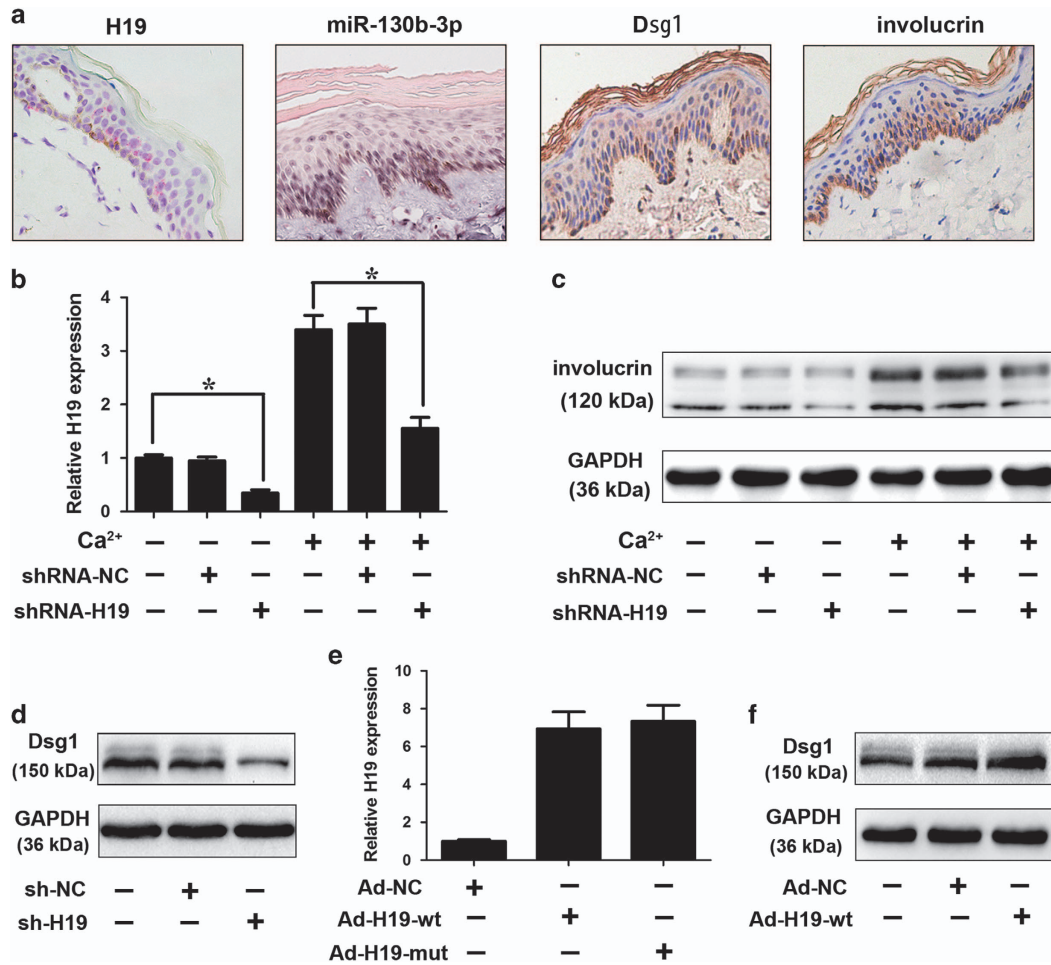 a
H19 miR-130b-3p Dsg1 involucrin
b
Relative H19 expression
4
3
2
1
0
* *
Ca²⁺ − − − + + +
shRNA-NC − + − − + −
shRNA-H19 − − + − − +
c
involucrin
(120 kDa)
GAPDH
(36 kDa)
Ca²⁺ − − − + + +
shRNA-NC − + − − + −
shRNA-H19 − − + − − +
d
Dsg1
(150 kDa)
GAPDH
(36 kDa)
sh-NC − + −
sh-H19 − − +
e
Relative H19 expression
10
8
6
4
2
0
Ad-NC + − −
Ad-H19-wt − + −
Ad-H19-mut − − +
f
Dsg1
(150 kDa)
GAPDH
(36 kDa)
Ad-NC − + −
Ad-H19-wt − − +